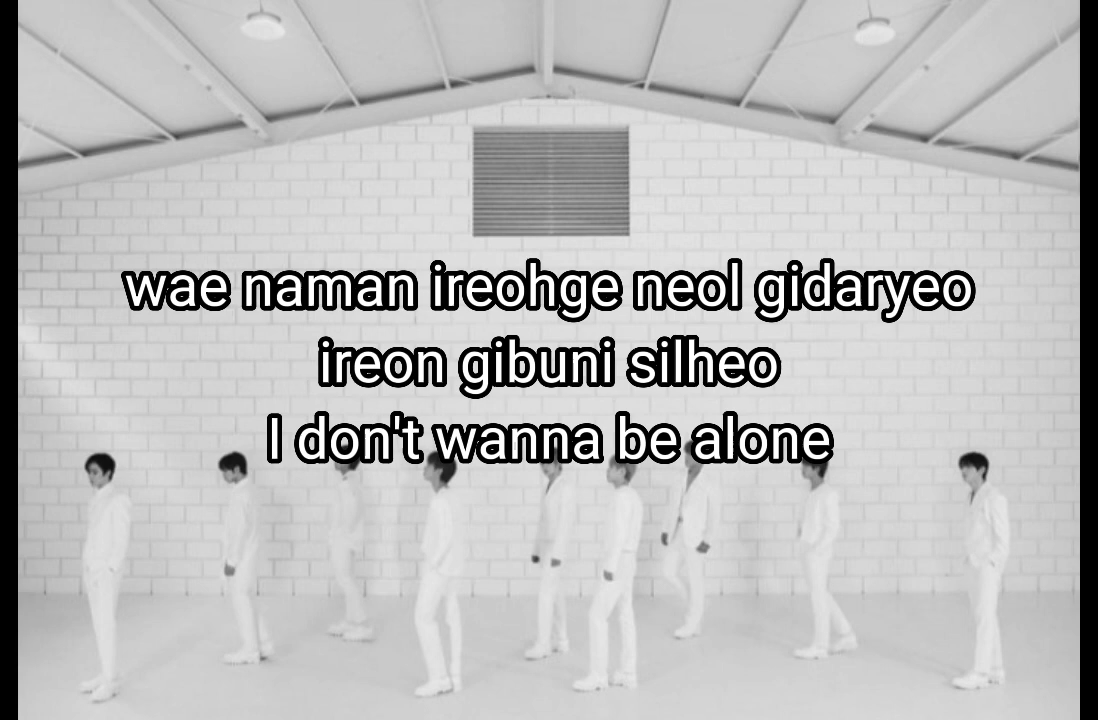 wae naman ireohge neol gidaryeo
ireon gibuni silheo
I don't wanna be alone